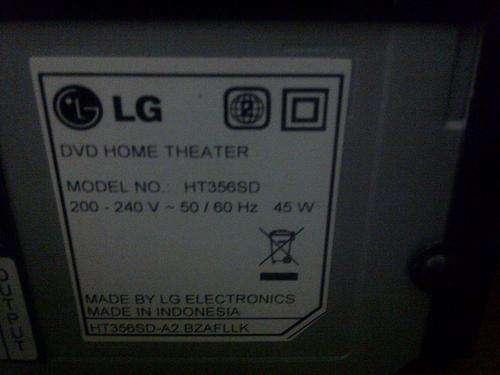 LG
2
DVD HOME THEATER
MODEL NO.: HT356SD
200 - 240 V ~ 50 / 60 Hz 45 W
MADE BY LG ELECTRONICS
MADE IN INDONESIA
HT356SD-A2 BZAFLLK
OUTPUT